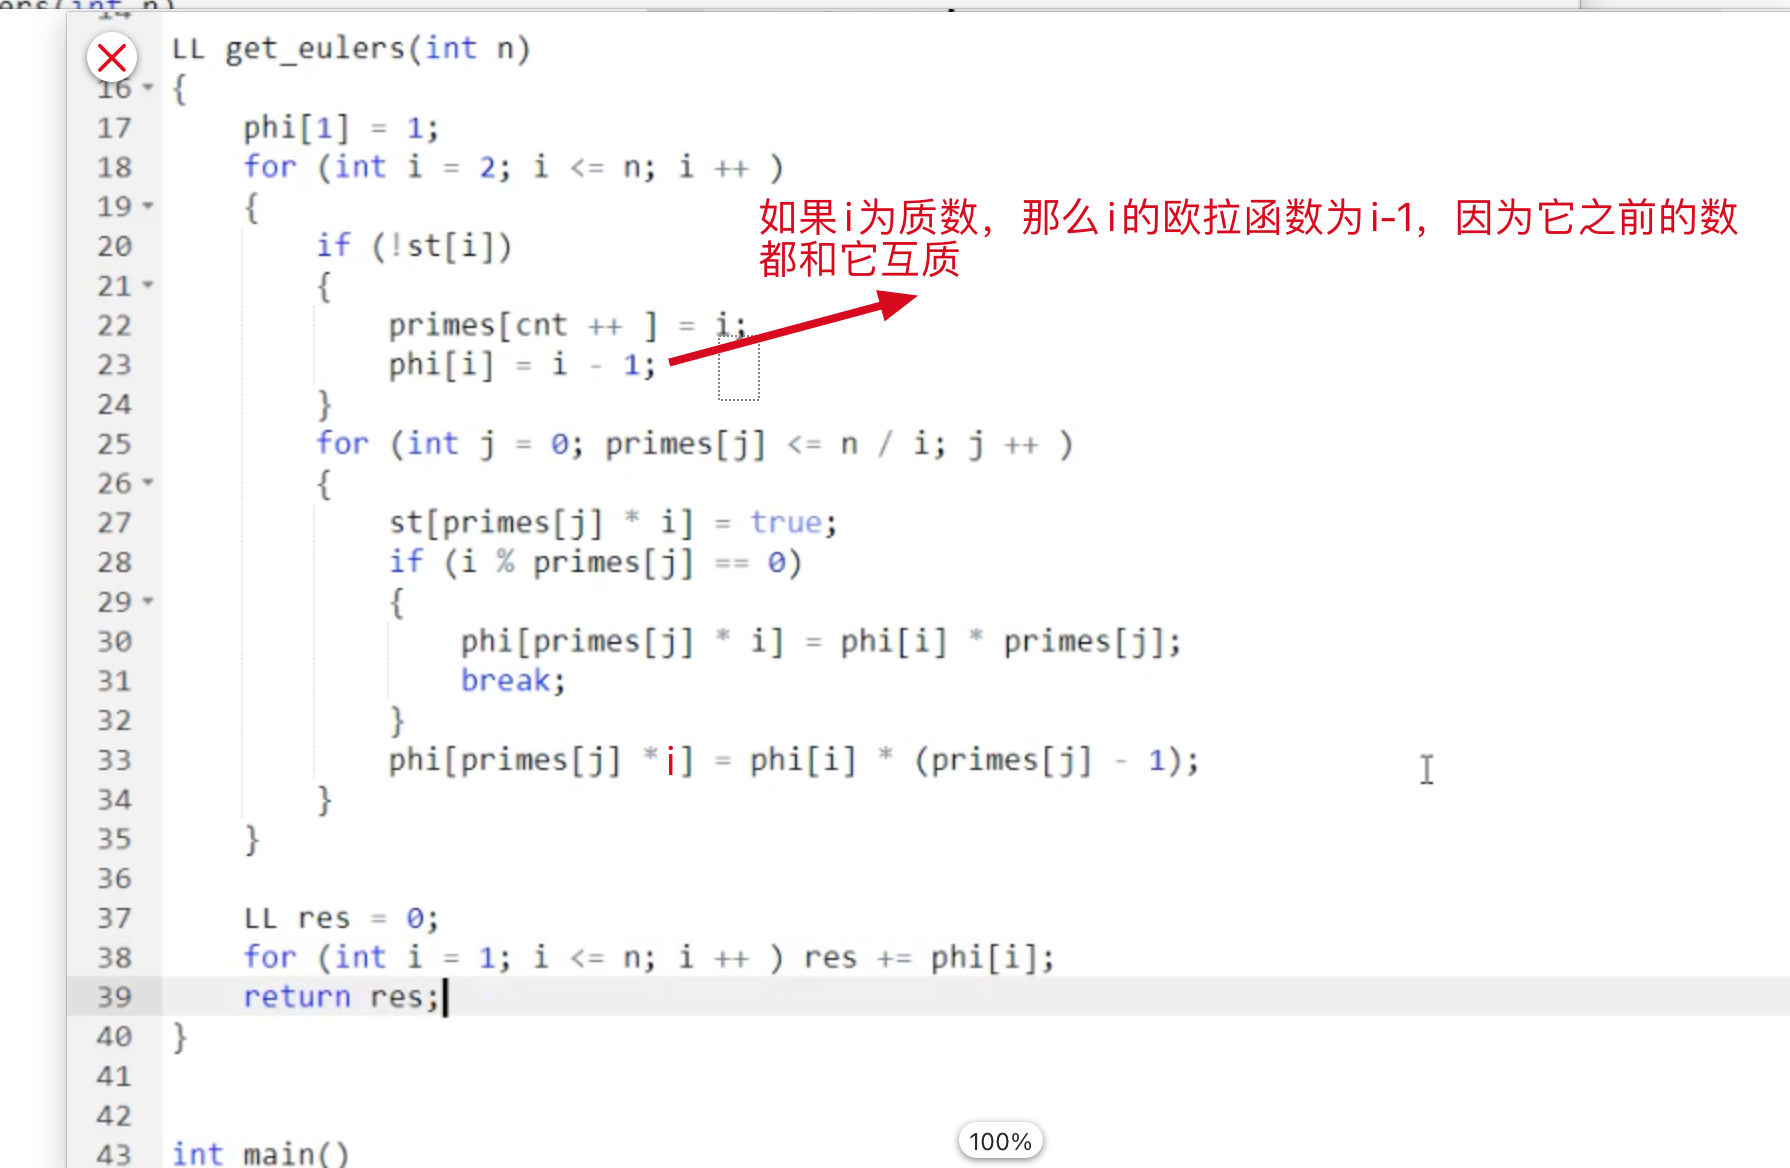 LL get_eulers(int n)
16 {
17 phi[1] = 1;
18 for (int i = 2; i <= n; i ++ )
19 {
如果i为质数，那么i的欧拉函数为i-1，因为它之前的数
都和它互质
20 if (!st[i])
21 {
22 primes[cnt ++ ] = i;
23 phi[i] = i - 1;
24 }
25 for (int j = 0; primes[j] <= n / i; j ++ )
26 {
27 st[primes[j] * i] = true;
28 if (i % primes[j] == 0)
29 {
30 phi[primes[j] * i] = phi[i] * primes[j];
31 break;
32 }
33 phi[primes[j] *i] = phi[i] * (primes[j] - 1);
34 }
35 }
36
37 LL res = 0;
38 for (int i = 1; i <= n; i ++ ) res += phi[i];
39 return res;
40 }
41
42
43 int main()
100%